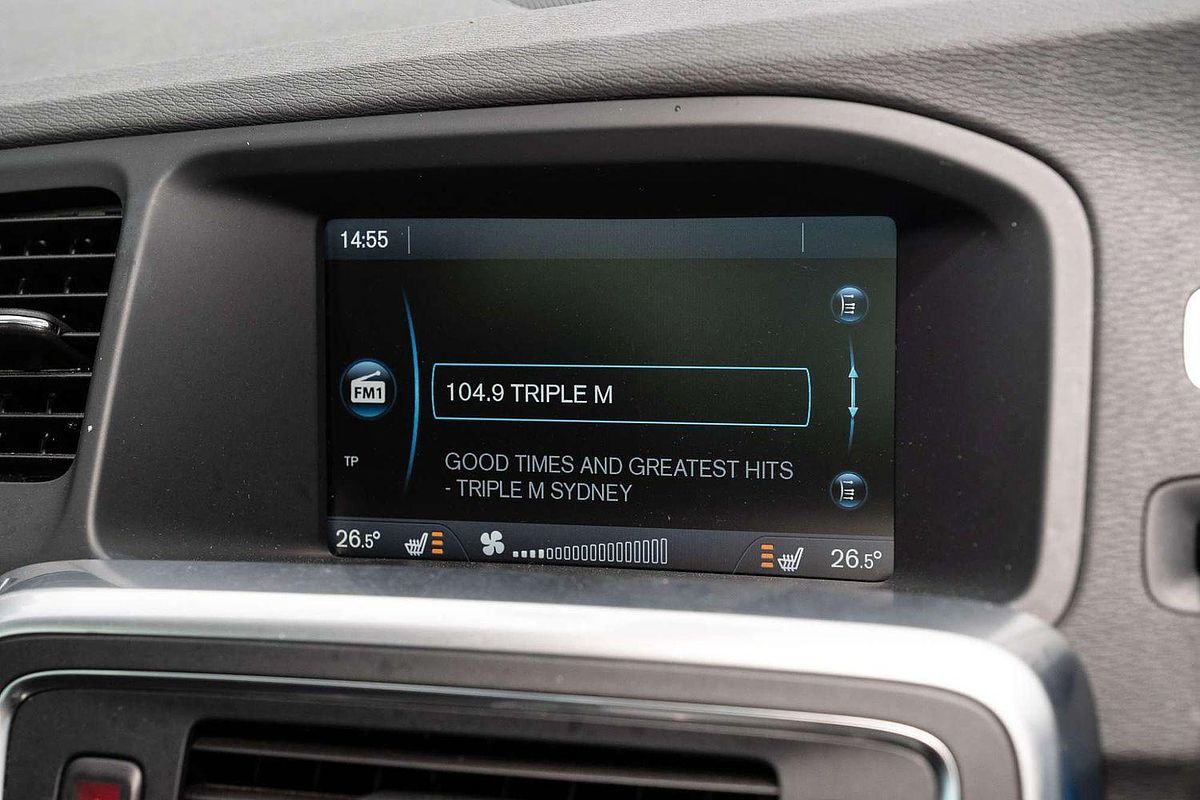 14:55
FM1
104.9 TRIPLE M
TP
GOOD TIMES AND GREATEST HITS
- TRIPLE M SYDNEY
26.5°
26.5°